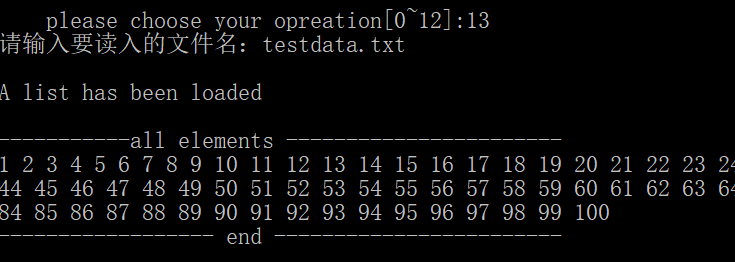 please choose your opreation[0~12]:13
请输入要读入的文件名：testdata.txt
A list has been loaded
-----------all elements -----------------------
1 2 3 4 5 6 7 8 9 10 11 12 13 14 15 16 17 18 19 20 21 22 23 24
44 45 46 47 48 49 50 51 52 53 54 55 56 57 58 59 60 61 62 63 64
84 85 86 87 88 89 90 91 92 93 94 95 96 97 98 99 100
------------------ end ------------------------